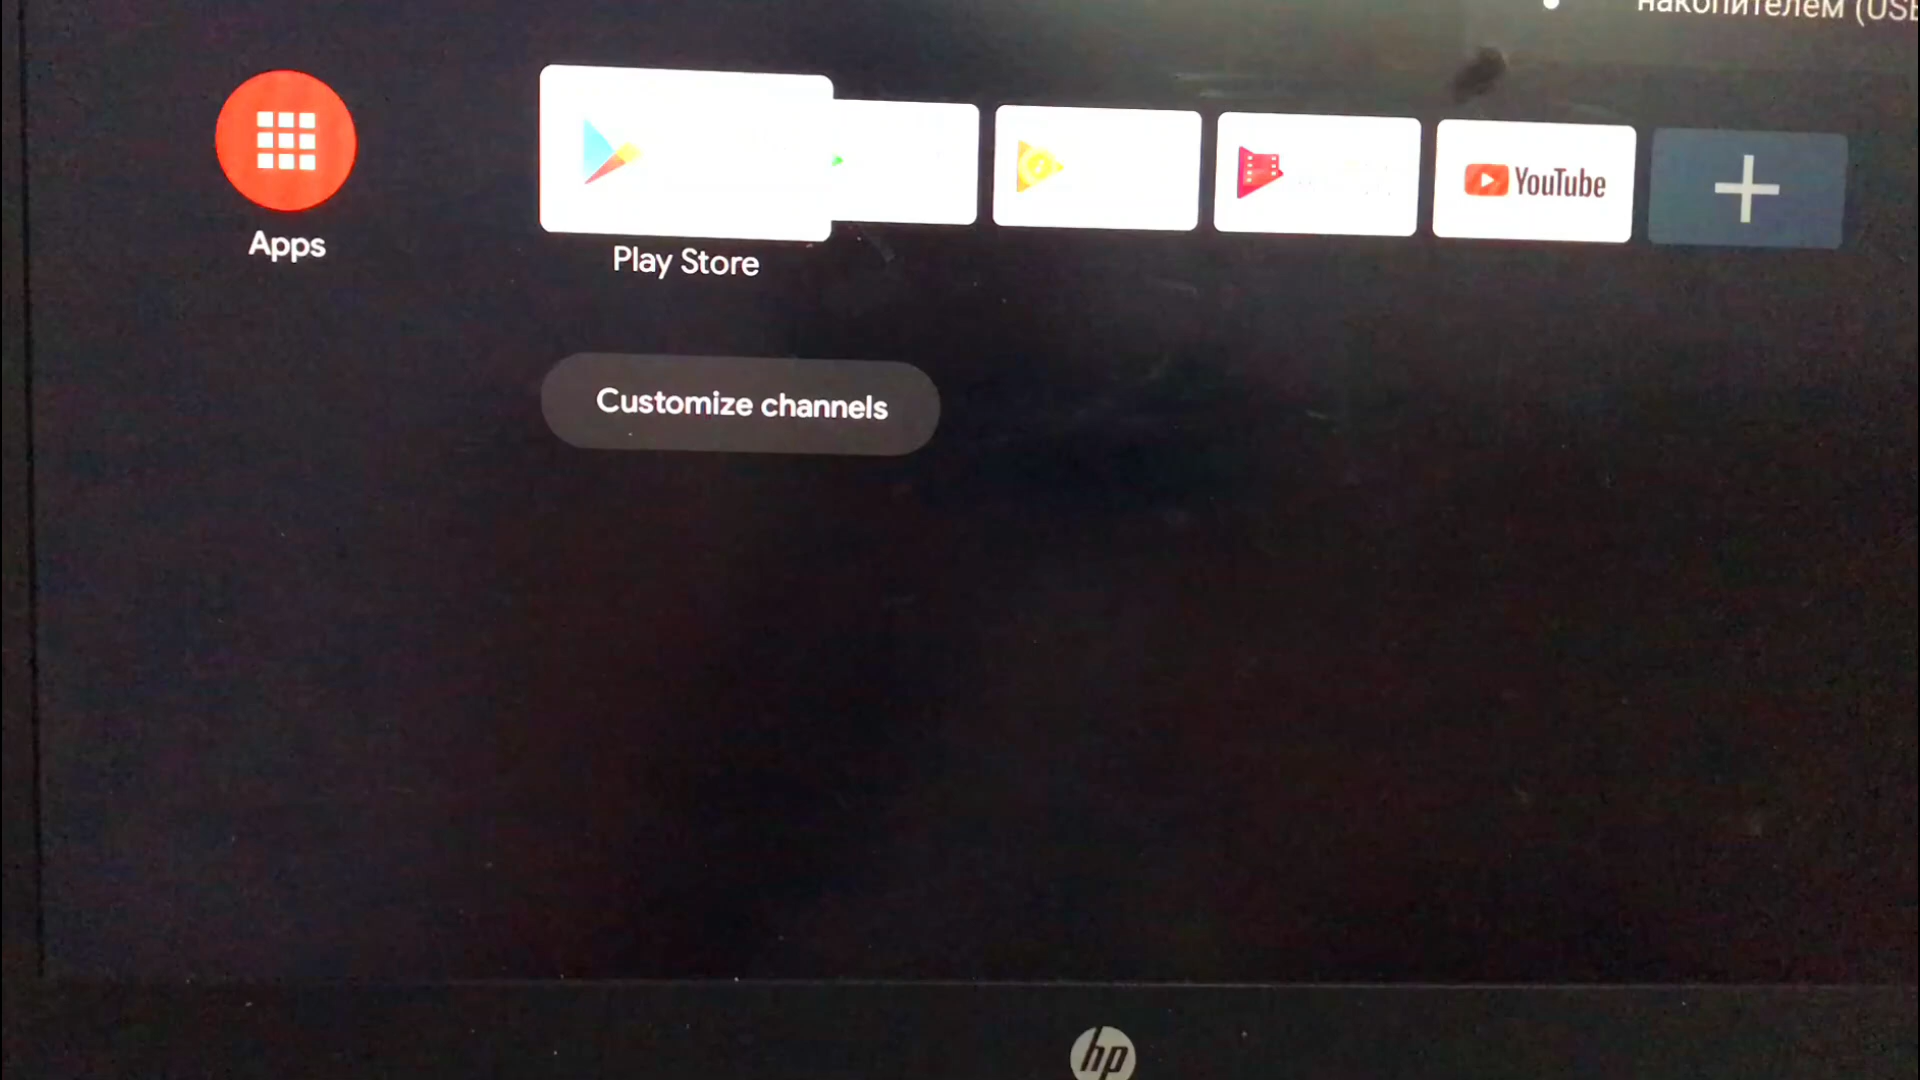 накопителем (USB
Apps
Play Store
YouTube
Customize channels
hp